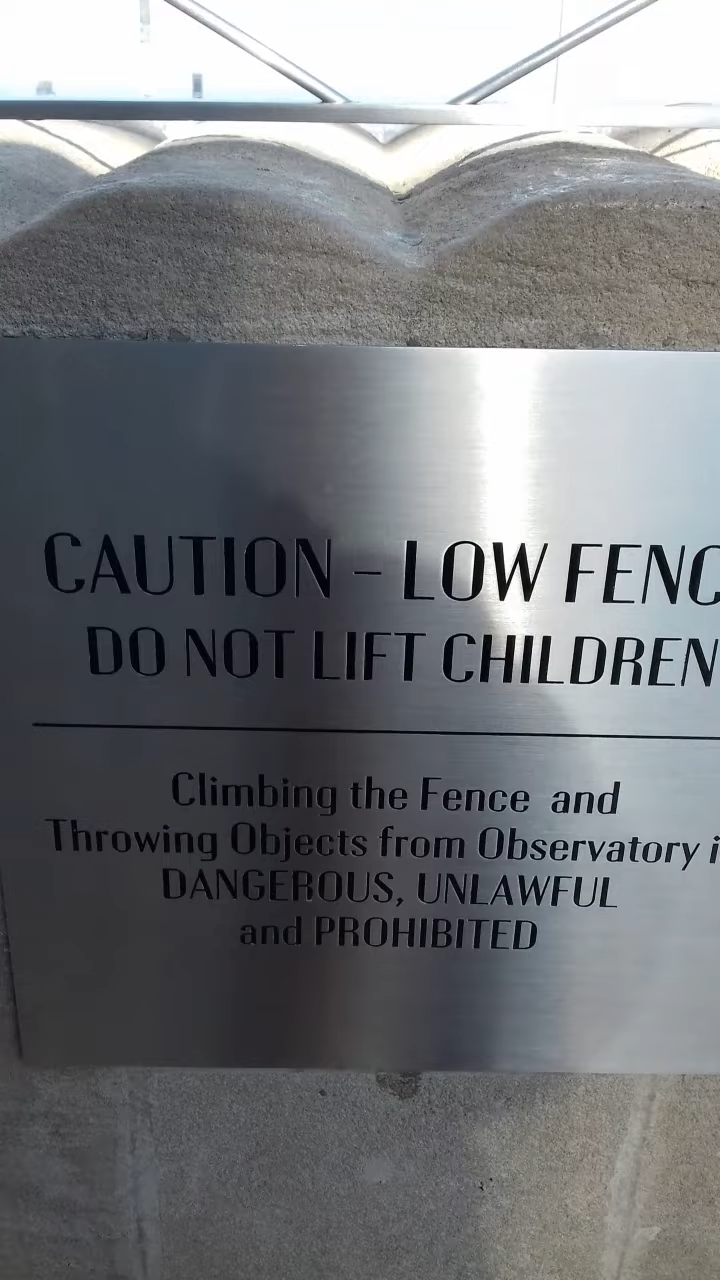 CAUTION – LOW FENC
DO NOT LIFT CHILDREN
Climbing the Fence and
Throwing Objects from Observatory i
DANGEROUS, UNLAWFUL
and PROHIBITED